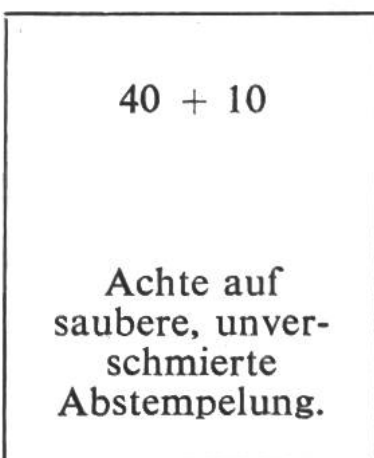 40 + 10
Achte auf
saubere, unver-
schmierte
Abstempelung.